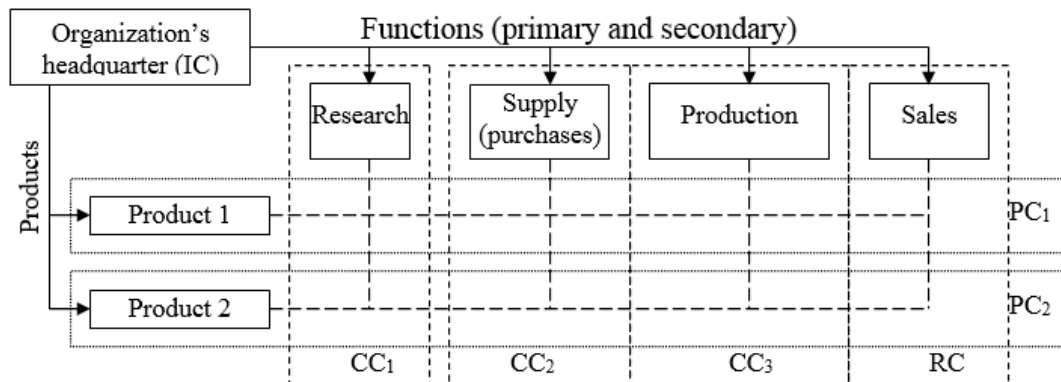 Organization’s
headquarter (IC)
Functions (primary and secondary)
Research
Supply
(purchases)
Production
Sales
Products
Product 1
PC₁
Product 2
PC₂
CC₁
CC₂
CC₃
RC